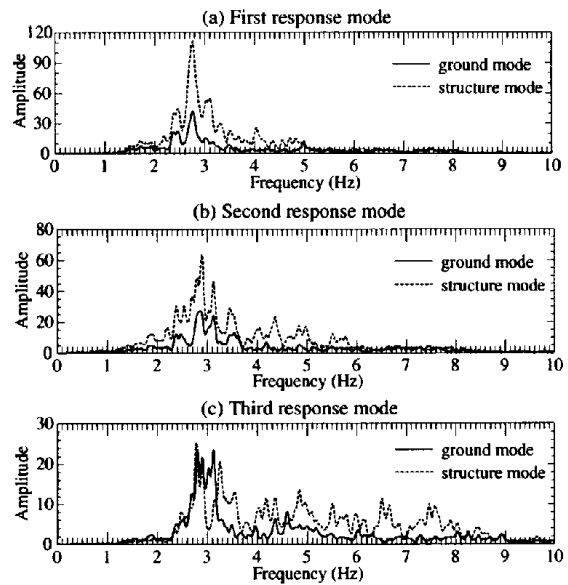 (a) First response mode
120
90
60
30
0
Amplitude
ground mode
structure mode
0 1 2 3 4 5 6 7 8 9 10
Frequency (Hz)
(b) Second response mode
80
60
40
20
0
Amplitude
ground mode
structure mode
0 1 2 3 4 5 6 7 8 9 10
Frequency (Hz)
(c) Third response mode
30
20
10
0
Amplitude
ground mode
structure mode
0 1 2 3 4 5 6 7 8 9 10
Frequency (Hz)